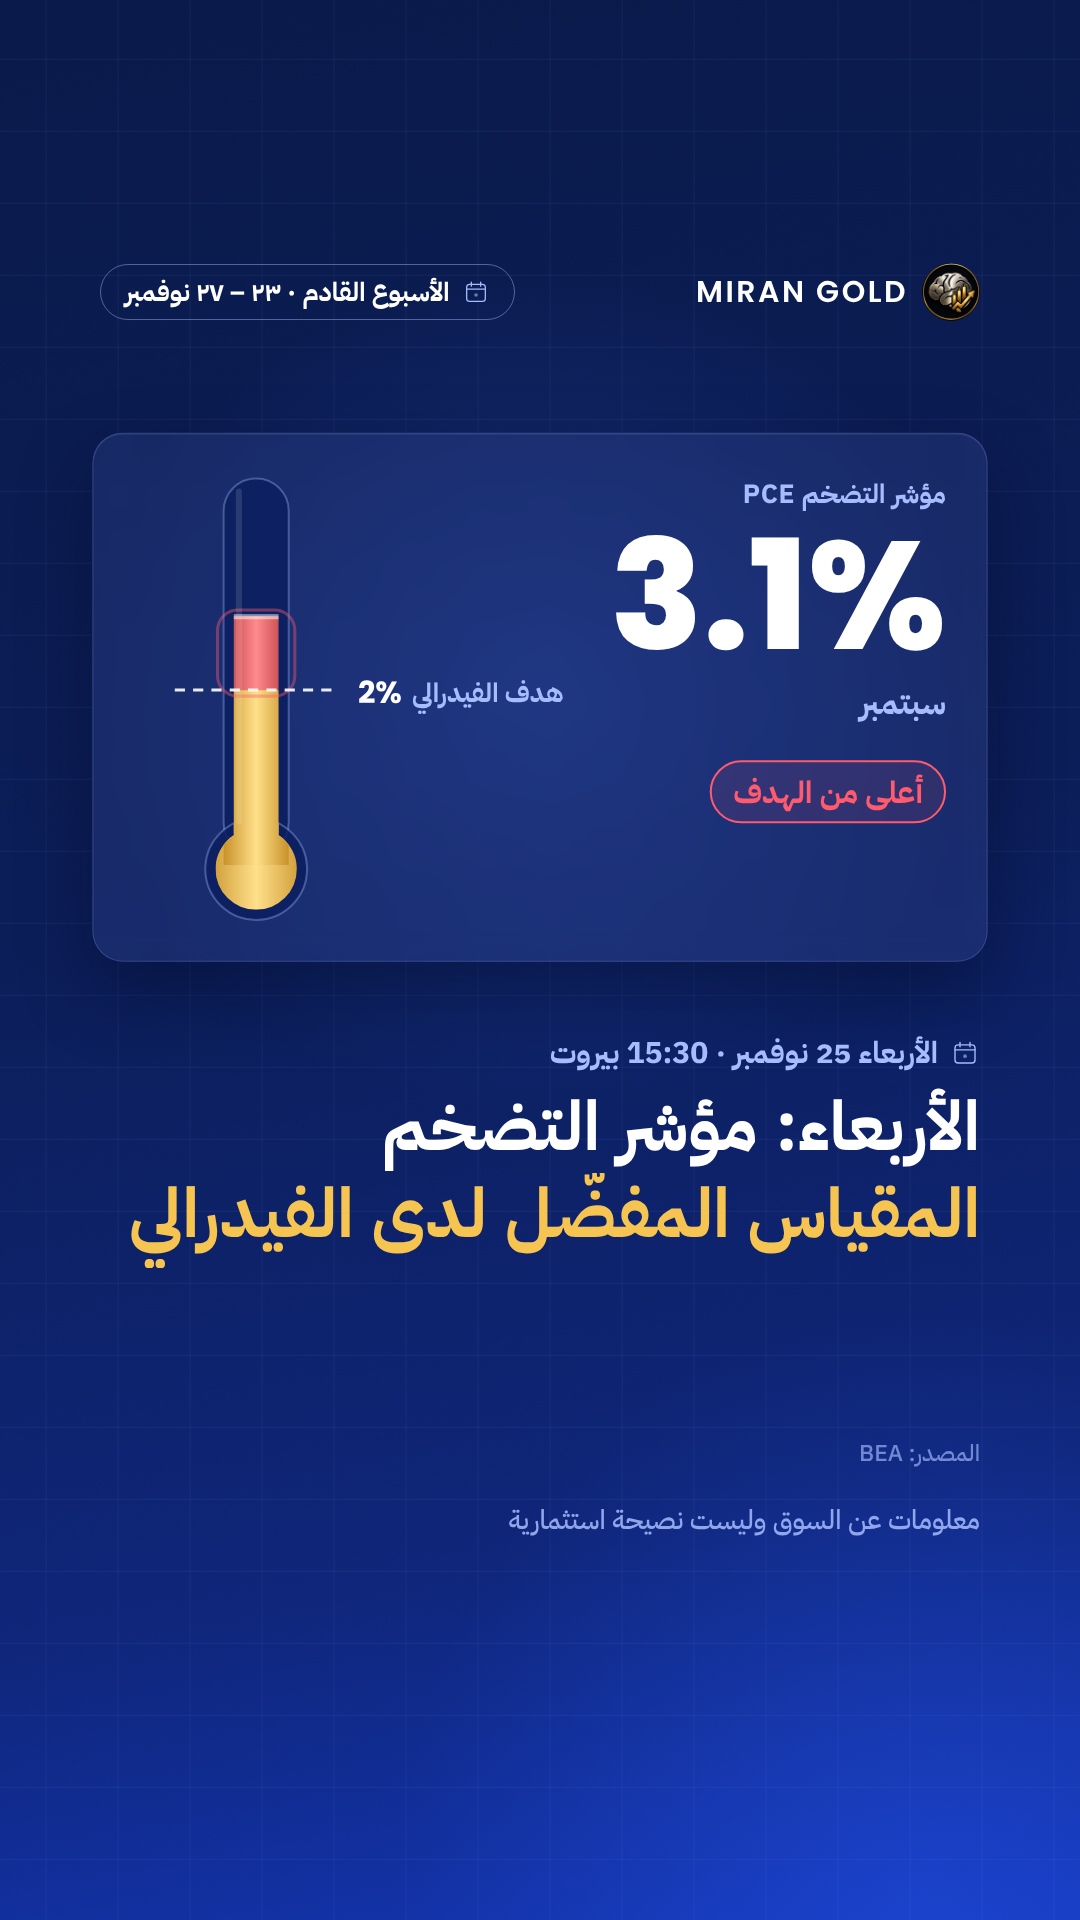 MIRAN GOLD
الأسبوع القادم · ٢٣ – ٢٧ نوفمبر
مؤشر التضخم PCE
3.1%
سبتمبر
أعلى من الهدف
هدف الفيدرالي 2%
الأربعاء 25 نوفمبر · 15:30 بيروت
الأربعاء: مؤشر التضخم
المقياس المفضّل لدى الفيدرالي
المصدر: BEA
معلومات عن السوق وليست نصيحة استثمارية